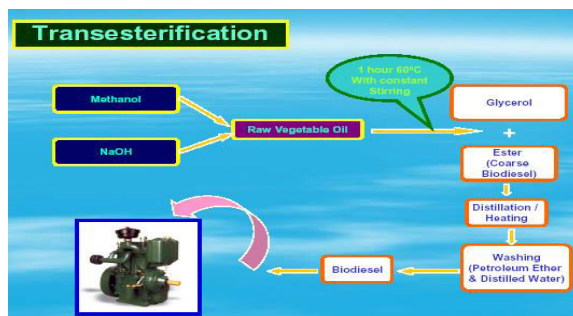 Transesterification
1 hour 60ºC
With constant
Stirring
Methanol
NaOH
Raw Vegetable Oil
Glycerol
+
Ester
(Coarse
Biodiesel)
Distillation /
Heating
Washing
(Petroleum Ether
& Distilled Water)
Biodiesel